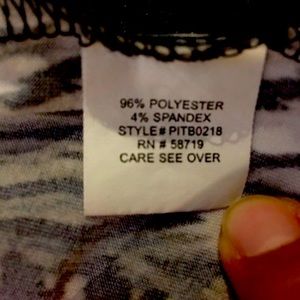 96% POLYESTER
4% SPANDEX
STYLE# PITB0218
RN # 58719
CARE SEE OVER